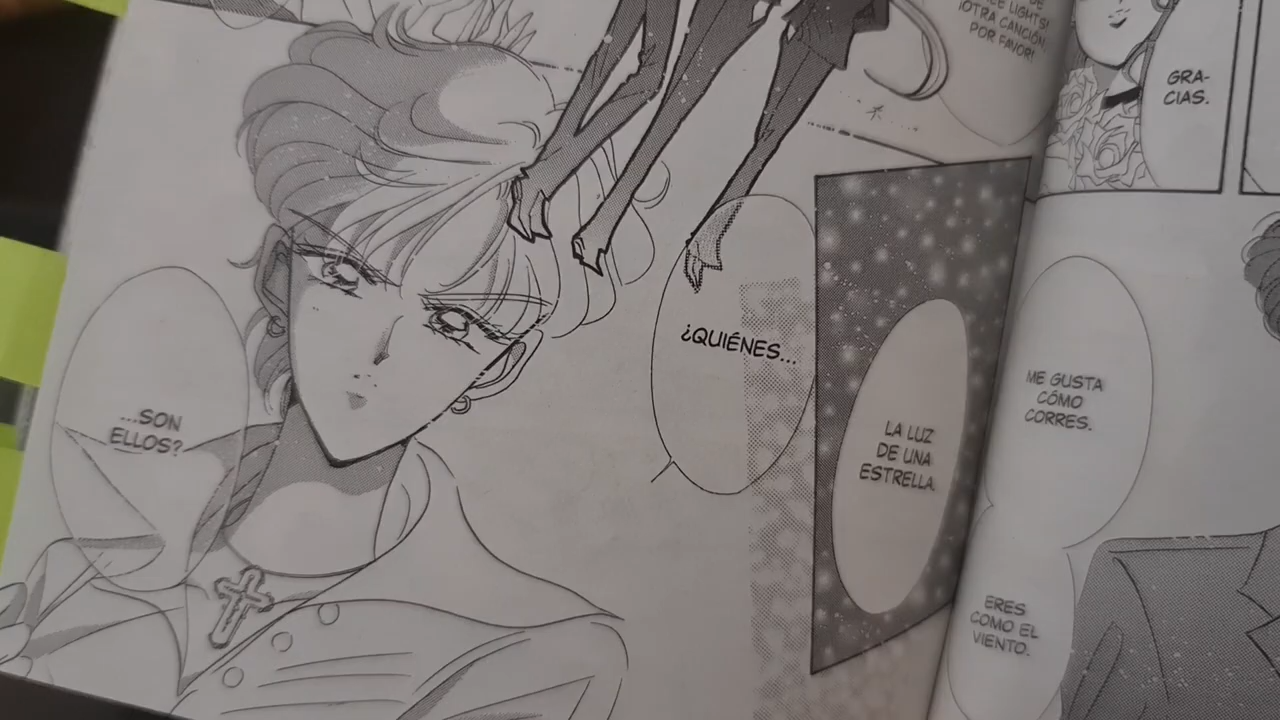 GRA-
CIAS.
ME GUSTA
CÓMO
CORRES.
ERES
COMO EL
VIENTO.
LIGHTS!
¡OTRA CANCIÓN,
POR FAVOR!
LA LUZ
DE UNA
ESTRELLA.
¿QUIÉNES...
...SON
ELLOS?